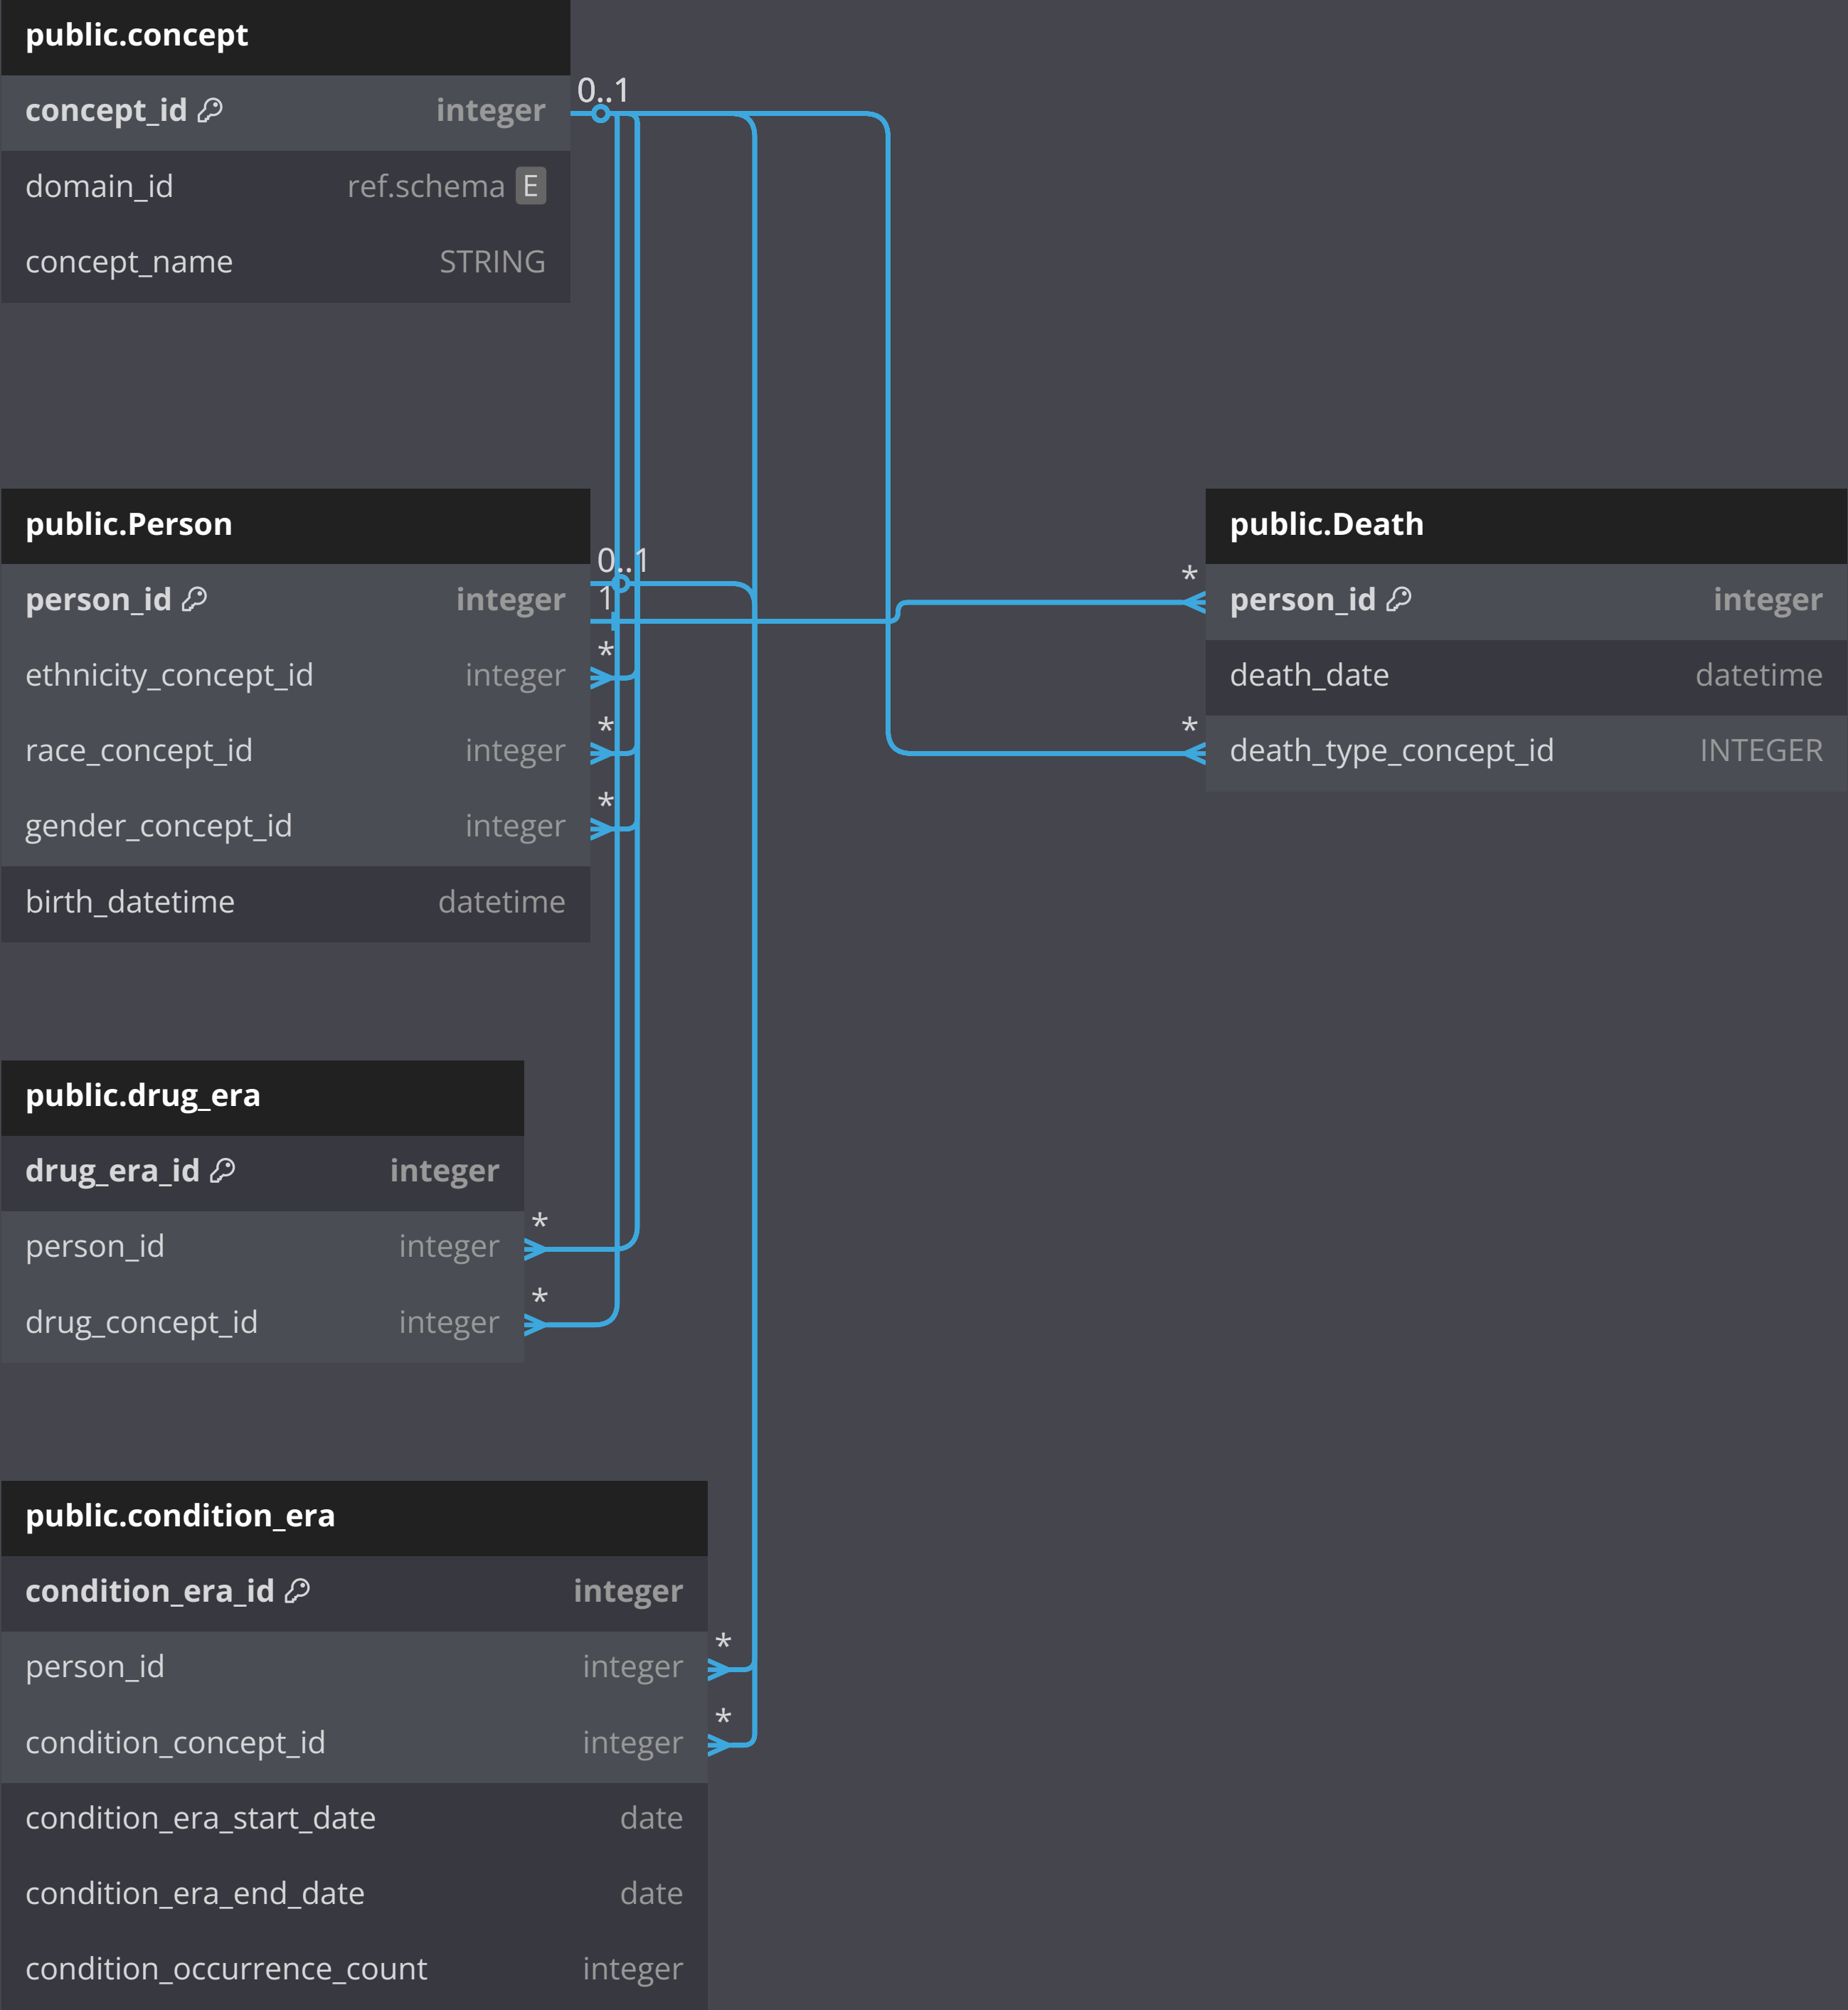 public.concept
concept_id integer
0..1
domain_id ref.schema E
concept_name STRING
public.Person
0..1
person_id integer
1
*
ethnicity_concept_id integer
*
race_concept_id integer
*
gender_concept_id integer
birth_datetime datetime
public.Death
*
person_id integer
death_date datetime
*
death_type_concept_id INTEGER
public.drug_era
drug_era_id integer
*
person_id integer
*
drug_concept_id integer
public.condition_era
condition_era_id integer
*
person_id integer
*
condition_concept_id integer
condition_era_start_date date
condition_era_end_date date
condition_occurrence_count integer